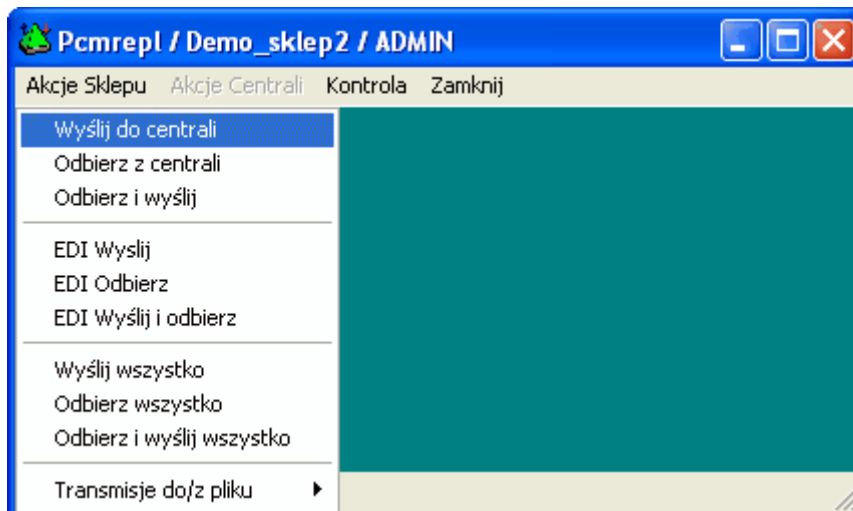 Pcmrepl / Demo_sklep2 / ADMIN
Akcje Sklepu Akcje Centrali Kontrola Zamknij
Wyślij do centrali
Odbierz z centrali
Odbierz i wyślij
EDI Wyslij
EDI Odbierz
EDI Wyślij i odbierz
Wyślij wszystko
Odbierz wszystko
Odbierz i wyślij wszystko
Transmisje do/z pliku